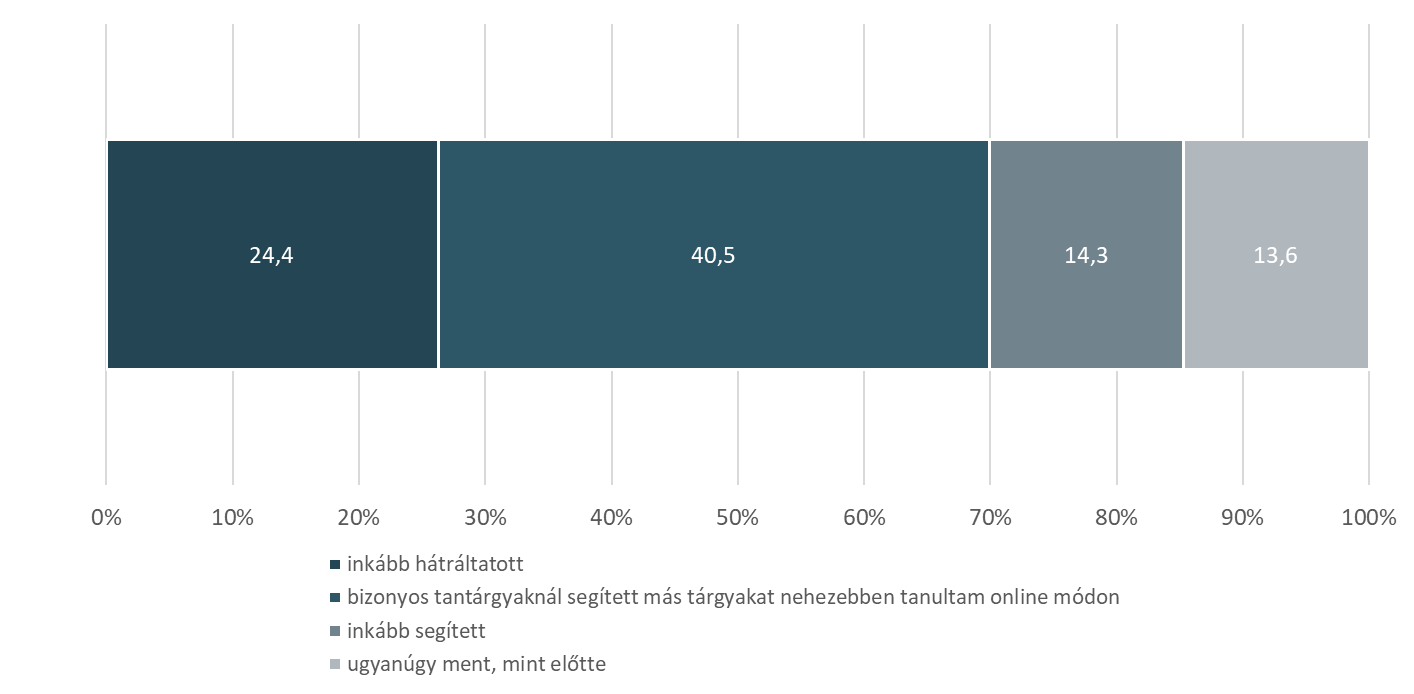 24,4 40,5 14,3 13,6
0% 10% 20% 30% 40% 50% 60% 70% 80% 90% 100%
inkább hátráltatott
bizonyos tantárgyaknál segített más tárgyakat nehezebben tanultam online módon
inkább segített
ugyanúgy ment, mint előtte